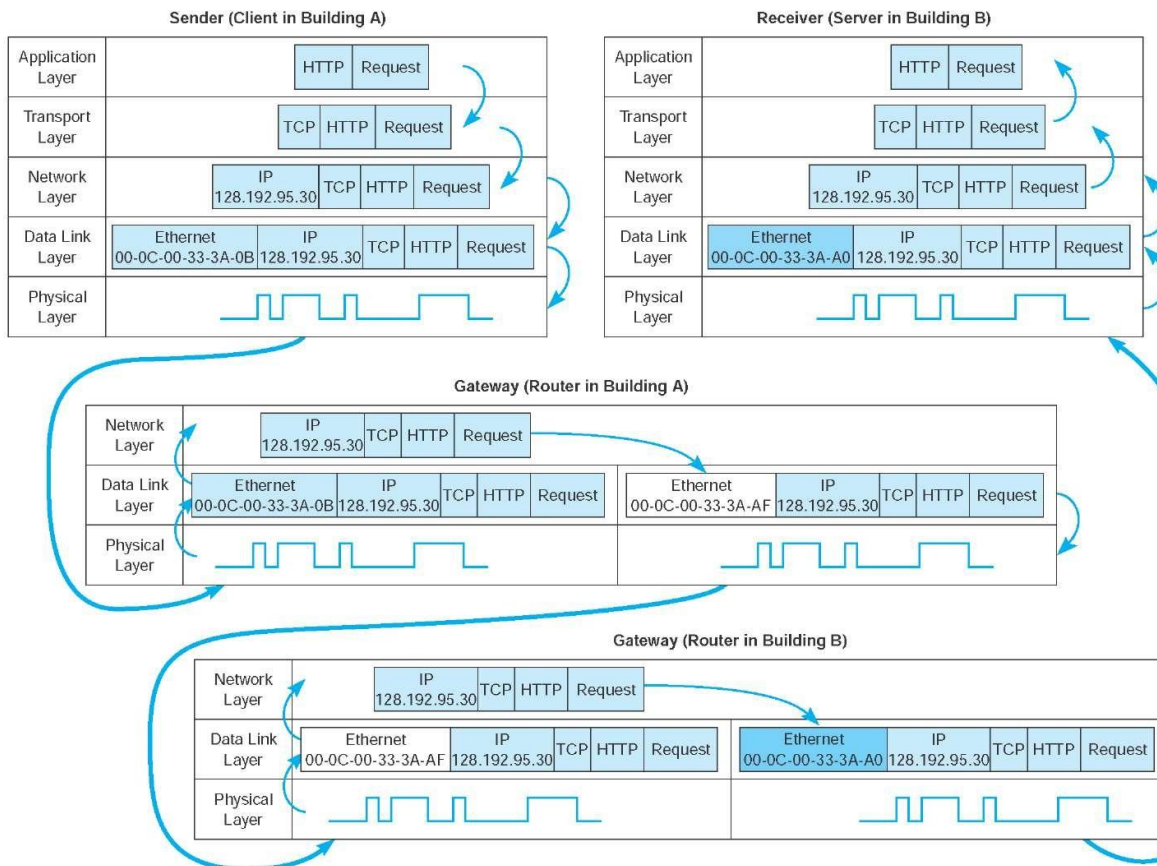 Sender (Client in Building A)
Application
Layer
HTTP Request
Transport
Layer
TCP HTTP Request
Network
Layer
IP
128.192.95.30 TCP HTTP Request
Data Link
Layer
Ethernet
00-0C-00-33-3A-0B
IP
128.192.95.30 TCP HTTP Request
Physical
Layer
Receiver (Server in Building B)
Application
Layer
HTTP Request
Transport
Layer
TCP HTTP Request
Network
Layer
IP
128.192.95.30 TCP HTTP Request
Data Link
Layer
Ethernet
00-0C-00-33-3A-A0
IP
128.192.95.30 TCP HTTP Request
Physical
Layer
Gateway (Router in Building A)
Network
Layer
IP
128.192.95.30 TCP HTTP Request
Data Link
Layer
Ethernet
00-0C-00-33-3A-0B
IP
128.192.95.30 TCP HTTP Request
Ethernet
00-0C-00-33-3A-AF
IP
128.192.95.30 TCP HTTP Request
Physical
Layer
Gateway (Router in Building B)
Network
Layer
IP
128.192.95.30 TCP HTTP Request
Data Link
Layer
Ethernet
00-0C-00-33-3A-AF
IP
128.192.95.30 TCP HTTP Request
Ethernet
00-0C-00-33-3A-A0
IP
128.192.95.30 TCP HTTP Request
Physical
Layer